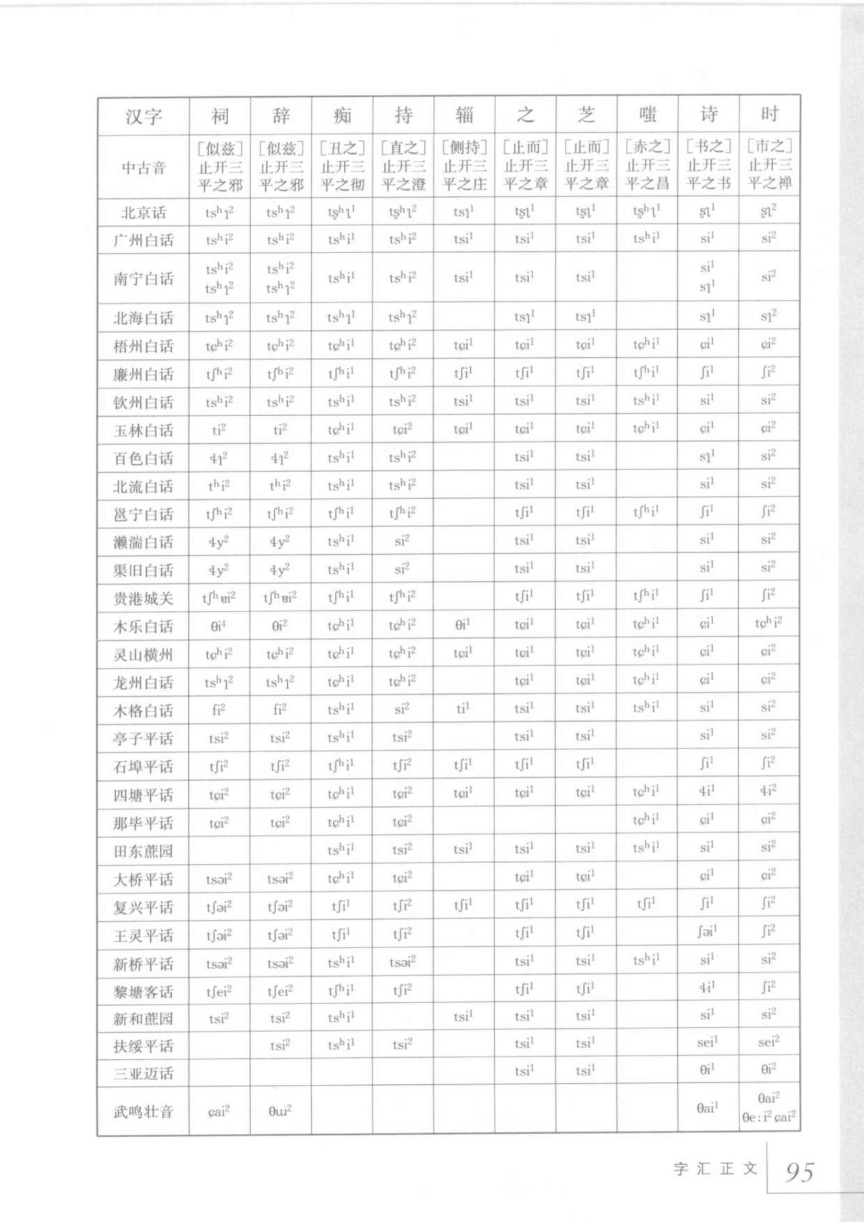 汉字 祠 辞 痴 持 辎 之 芝 嗤 诗 时
中古音 [似兹]止开三平之邪 [似兹]止开三平之邪 [丑之]止开三平之彻 [直之]止开三平之澄 [侧持]止开三平之庄 [止而]止开三平之章 [止而]止开三平之章 [赤之]止开三平之昌 [书之]止开三平之书 [市之]止开三平之禅
北京话 tsʰɿ² tsʰɿ² tʂʰʅ¹ tʂʰʅ² tsɿ¹ tʂʅ¹ tʂʅ¹ tʂʰʅ¹ ʂʅ¹ ʂʅ²
广州白话 tsʰi² tsʰi² tsʰi¹ tsʰi² tsi¹ tsi¹ tsi¹ tsʰi¹ si¹ si²
南宁白话 tsʰi² tsʰɿ² tsʰi² tsʰɿ² tsʰi¹ tsʰi² tsi¹ tsi¹ tsi¹ si¹ sɿ¹ si²
北海白话 tsʰɿ² tsʰɿ² tsʰɿ¹ tsʰɿ² tsɿ¹ tsɿ¹ sɿ¹ sɿ²
梧州白话 tɕʰi² tɕʰi² tɕʰi¹ tɕʰi² tɕi¹ tɕi¹ tɕi¹ tɕʰi¹ ɕi¹ ɕi²
廉州白话 tʃʰi² tʃʰi² tʃʰi¹ tʃʰi² tʃi¹ tʃi¹ tʃi¹ tʃʰi¹ ʃi¹ ʃi²
钦州白话 tsʰi² tsʰi² tsʰi¹ tsʰi² tsi¹ tsi¹ tsi¹ tsʰi¹ si¹ si²
玉林白话 ti² ti² tɕʰi¹ tɕi² tɕi¹ tɕi¹ tɕi¹ tɕʰi¹ ɕi¹ ɕi²
百色白话 ɬɿ² ɬɿ² tsʰi¹ tsʰi² tsi¹ tsi¹ sɿ¹ si²
北流白话 tʰi² tʰi² tsʰi¹ tsʰi² tsi¹ tsi¹ si¹ si²
邕宁白话 tʃʰi² tʃʰi² tʃʰi¹ tʃʰi² tʃi¹ tʃi¹ tʃʰi¹ ʃi¹ ʃi²
濑湍白话 ɬy² ɬy² tsʰi¹ si² tsi¹ tsi¹ si¹ si²
渠旧白话 ɬy² ɬy² tsʰi¹ si² tsi¹ tsi¹ si¹ si²
贵港城关 tʃʰɐi² tʃʰɐi² tʃʰi¹ tʃʰi² tʃi¹ tʃi¹ tʃʰi¹ ʃi¹ ʃi²
木乐白话 θi⁴ θi² tɕʰi¹ tɕʰi² θi¹ tɕi¹ tɕi¹ tɕʰi¹ ɕi¹ tɕʰi²
灵山横州 tɕʰi² tɕʰi² tɕʰi¹ tɕʰi² tɕi¹ tɕi¹ tɕi¹ tɕʰi¹ ɕi¹ ɕi²
龙州白话 tsʰɿ² tsʰɿ² tɕʰi¹ tɕʰi² tɕi¹ tɕi¹ tɕʰi¹ ɕi¹ ɕi²
木格白话 fi² fi² tsʰi¹ si² ti¹ tsi¹ tsi¹ tsʰi¹ si¹ si²
亭子平话 tsi² tsi² tsʰi¹ tsi² tsi¹ tsi¹ si¹ si²
石埠平话 tʃi² tʃi² tʃʰi¹ tʃi² tʃi¹ tʃi¹ tʃi¹ ʃi¹ ʃi²
四塘平话 tɕi² tɕi² tɕʰi¹ tɕi² tɕi¹ tɕi¹ tɕi¹ tɕʰi¹ ɬi¹ ɬi²
那毕平话 tɕi² tɕi² tɕʰi¹ tɕi² tɕʰi¹ ɕi¹ ɕi²
田东蔗园 tsʰi¹ tsi² tsi¹ tsi¹ tsi¹ tsʰi¹ si¹ si²
大桥平话 tsəi² tsəi² tɕʰi¹ tɕi² tɕi¹ tɕi¹ ɕi¹ ɕi²
复兴平话 tʃəi² tʃəi² tʃi¹ tʃi² tʃi¹ tʃi¹ tʃi¹ tʃi¹ ʃi¹ ʃi²
王灵平话 tʃəi² tʃəi² tʃi¹ tʃi² tʃi¹ tʃi¹ ʃəi¹ ʃi²
新桥平话 tsəi² tsəi² tsʰi¹ tsəi² tsi¹ tsi¹ tsʰi¹ si¹ si²
黎塘客话 tʃei² tʃei² tʃʰi¹ tʃi² tʃi¹ tʃi¹ ɬi¹ ʃi²
新和蔗园 tsi² tsi² tsʰi¹ tsi¹ tsi¹ tsi¹ si¹ si²
扶绥平话 tsi² tsʰi¹ tsi² tsi¹ tsi¹ sei¹ sei²
三亚迈话 tsi¹ tsi¹ θi¹ θi²
武鸣壮音 ɕai² θɯ² θai¹ θai² θe:i² ɕai²
字汇正文 95